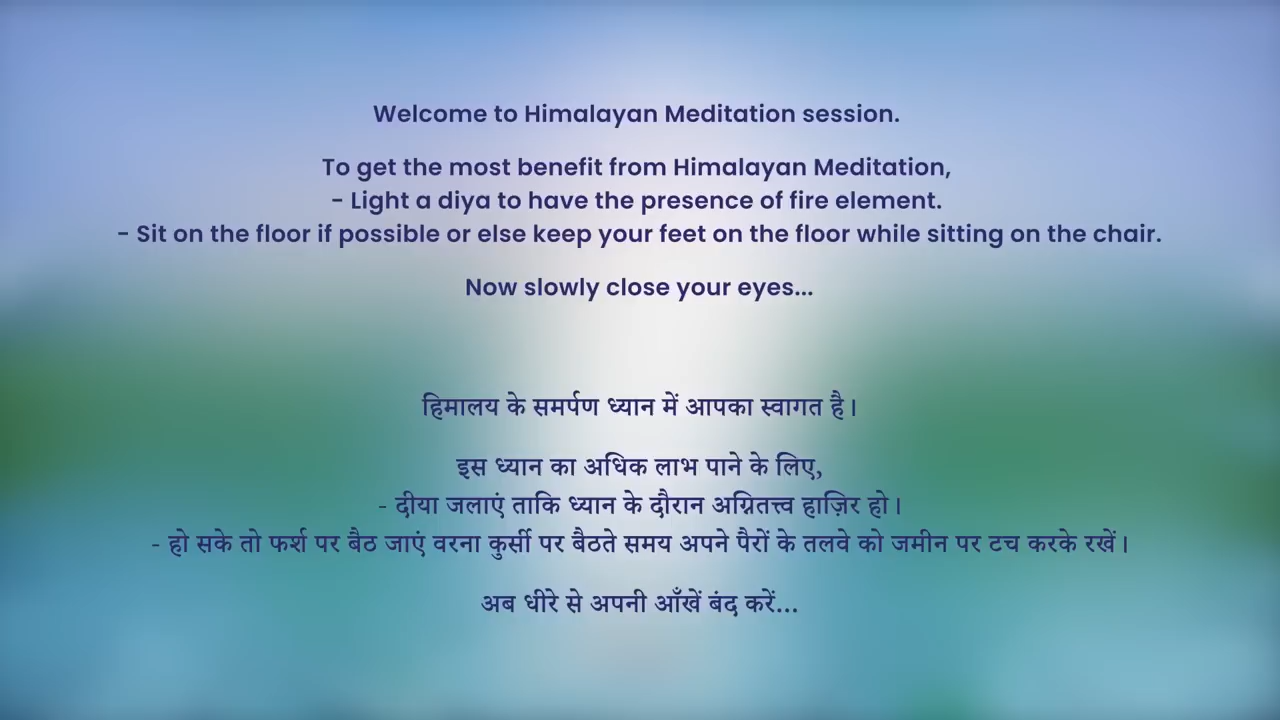 Welcome to Himalayan Meditation session.
To get the most benefit from Himalayan Meditation,
- Light a diya to have the presence of fire element.
- Sit on the floor if possible or else keep your feet on the floor while sitting on the chair.
Now slowly close your eyes...
हिमालय के समर्पण ध्यान में आपका स्वागत है।
इस ध्यान का अधिक लाभ पाने के लिए,
- दीया जलाएं ताकि ध्यान के दौरान अग्नितत्त्व हाज़िर हो।
- हो सके तो फर्श पर बैठ जाएं वरना कुर्सी पर बैठते समय अपने पैरों के तलवे को जमीन पर टच करके रखें।
अब धीरे से अपनी आँखें बंद करें...